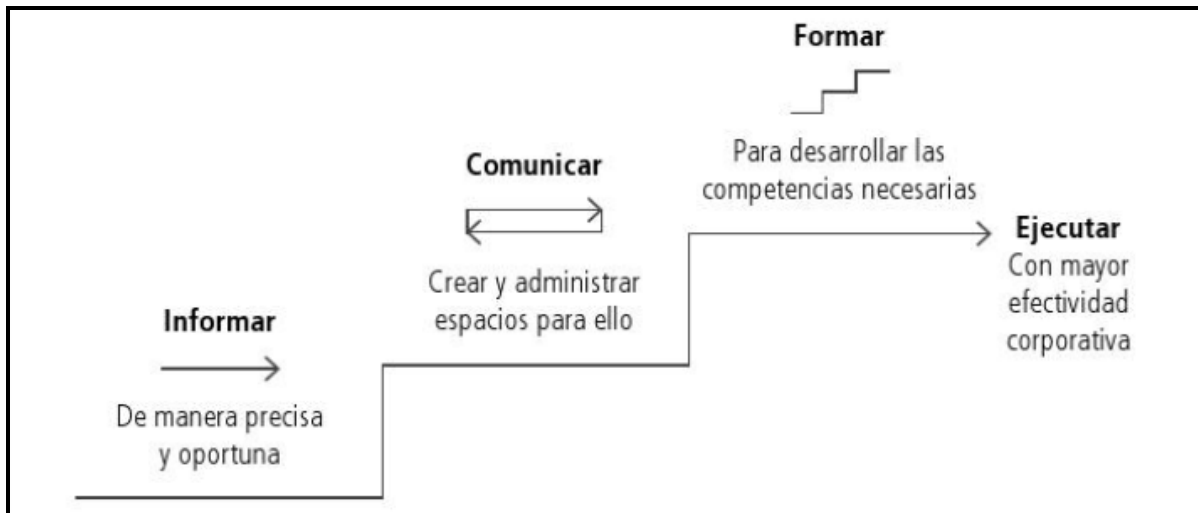 Informar
De manera precisa
y oportuna
Comunicar
Crear y administrar
espacios para ello
Formar
Para desarrollar las
competencias necesarias
Ejecutar
Con mayor
efectividad
corporativa